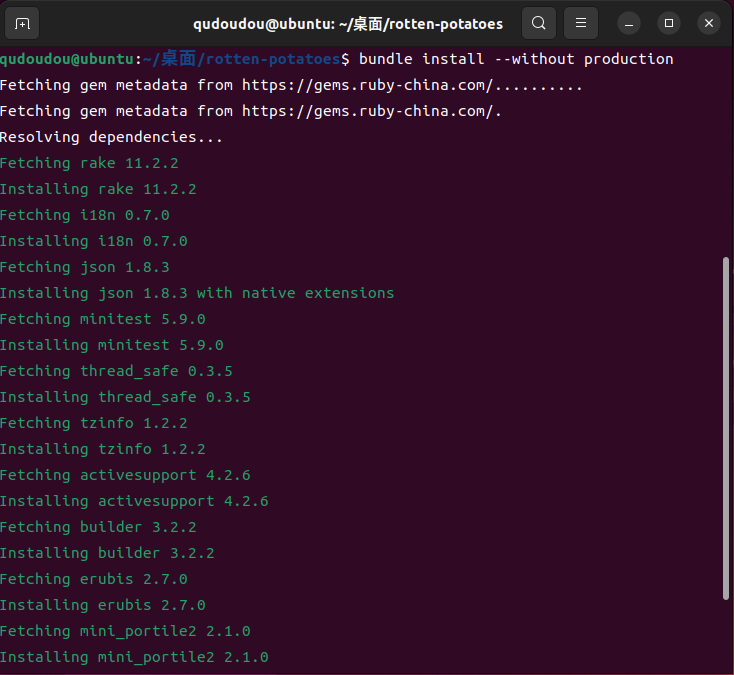 qudoudou@ubuntu: ~/桌面/rotten-potatoes
qudoudou@ubuntu:~/桌面/rotten-potatoes$ bundle install --without production
Fetching gem metadata from https://gems.ruby-china.com/..........
Fetching gem metadata from https://gems.ruby-china.com/.
Resolving dependencies...
Fetching rake 11.2.2
Installing rake 11.2.2
Fetching i18n 0.7.0
Installing i18n 0.7.0
Fetching json 1.8.3
Installing json 1.8.3 with native extensions
Fetching minitest 5.9.0
Installing minitest 5.9.0
Fetching thread_safe 0.3.5
Installing thread_safe 0.3.5
Fetching tzinfo 1.2.2
Installing tzinfo 1.2.2
Fetching activesupport 4.2.6
Installing activesupport 4.2.6
Fetching builder 3.2.2
Installing builder 3.2.2
Fetching erubis 2.7.0
Installing erubis 2.7.0
Fetching mini_portile2 2.1.0
Installing mini_portile2 2.1.0